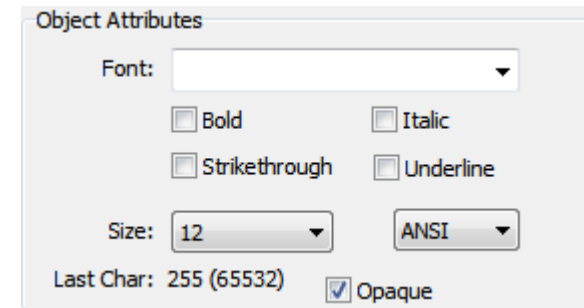 Object Attributes
Font:
Bold Italic
Strikethrough Underline
Size: 12 ANSI
Last Char: 255 (65532) Opaque